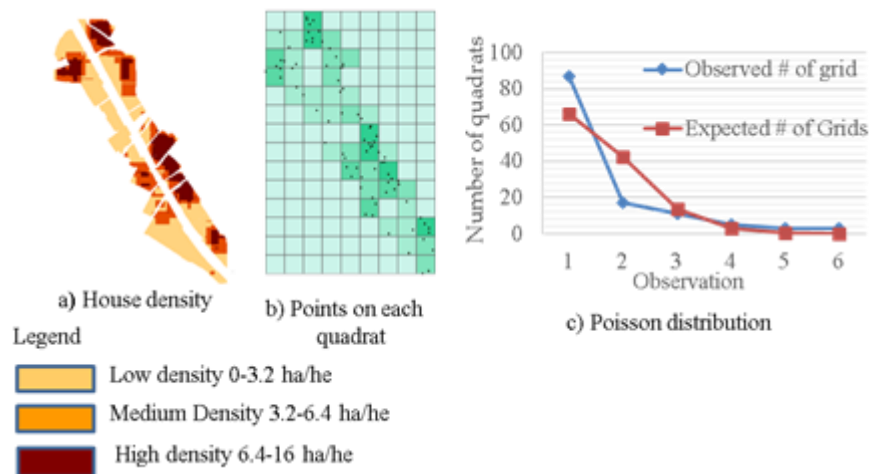 a) House density
Legend
Low density 0-3.2 ha/he
Medium Density 3.2-6.4 ha/he
High density 6.4-16 ha/he
b) Points on each
quadrat
Number of quadrats
100
80
60
40
20
0
Observed # of grid
Expected # of Grids
1 2 3 4 5 6
Observation
c) Poisson distribution